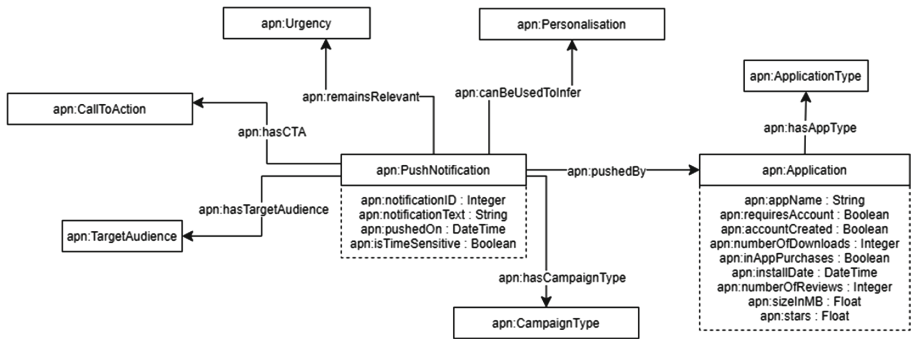 apn:Urgency
apn:Personalisation
apn:ApplicationType
apn:remainsRelevant
apn:canBeUsedToInfer
apn:CallToAction
apn:hasCTA
apn:hasAppType
apn:PushNotification
apn:pushedBy
apn:Application
apn:notificationID : Integer
apn:notificationText : String
apn:pushedOn : DateTime
apn:isTimeSensitive : Boolean
apn:appName : String
apn:requiresAccount : Boolean
apn:accountCreated : Boolean
apn:numberOfDownloads : Integer
apn:inAppPurchases : Boolean
apn:installDate : DateTime
apn:numberOfReviews : Integer
apn:sizeInMB : Float
apn:stars : Float
apn:hasTargetAudience
apn:TargetAudience
apn:hasCampaignType
apn:CampaignType